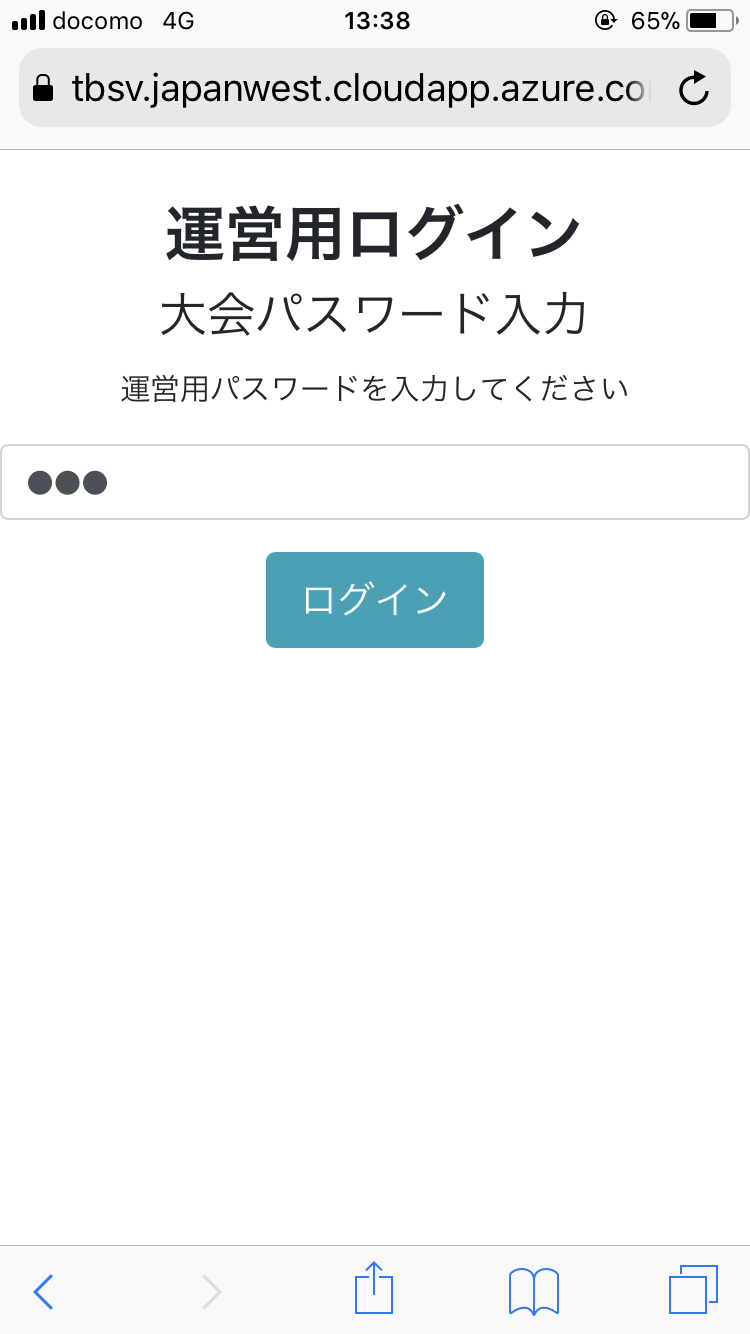 docomo 4G 13:38 65%
tbsv.japanwest.cloudapp.azure.co
運営用ログイン
大会パスワード入力
運営用パスワードを入力してください
●●●
ログイン